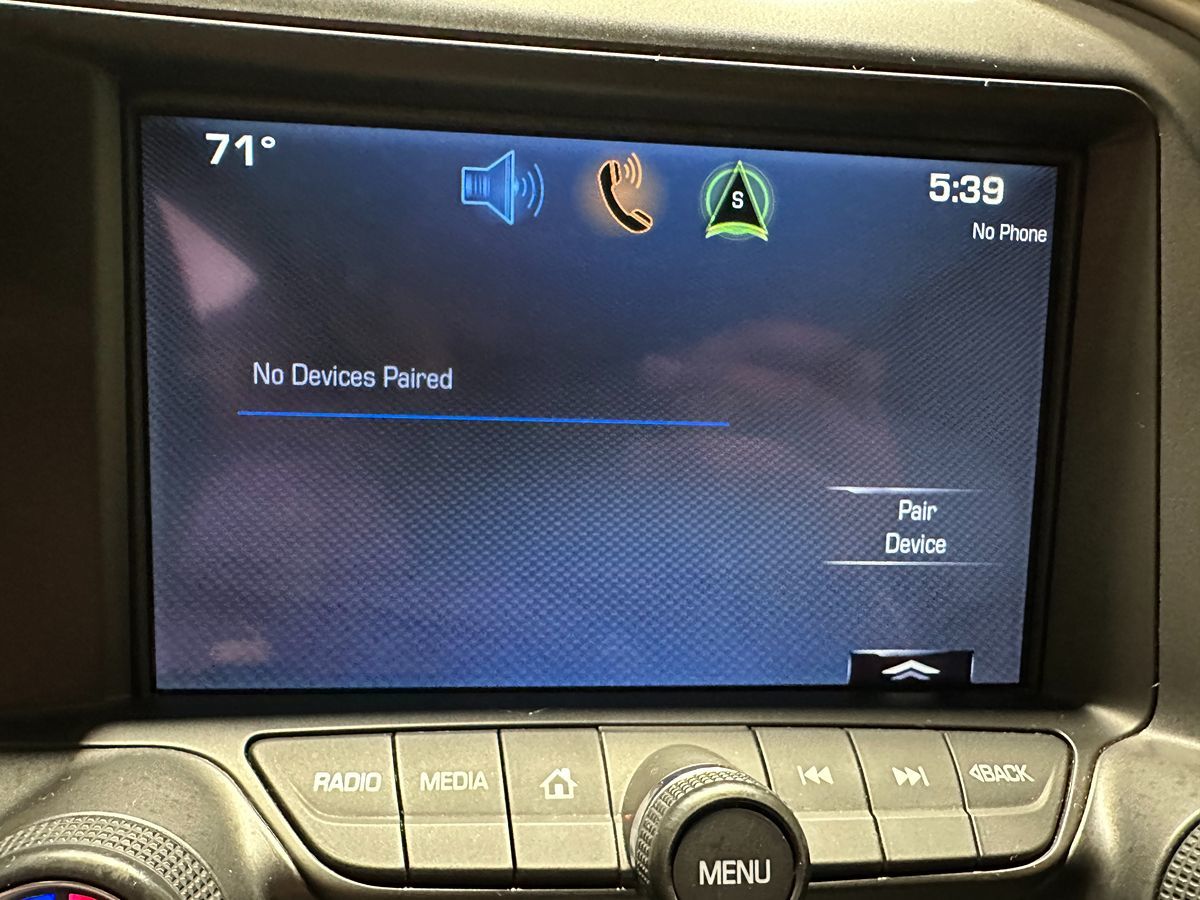 71°
S
5:39
No Phone
No Devices Paired
Pair
Device
RADIO
MEDIA
BACK
MENU